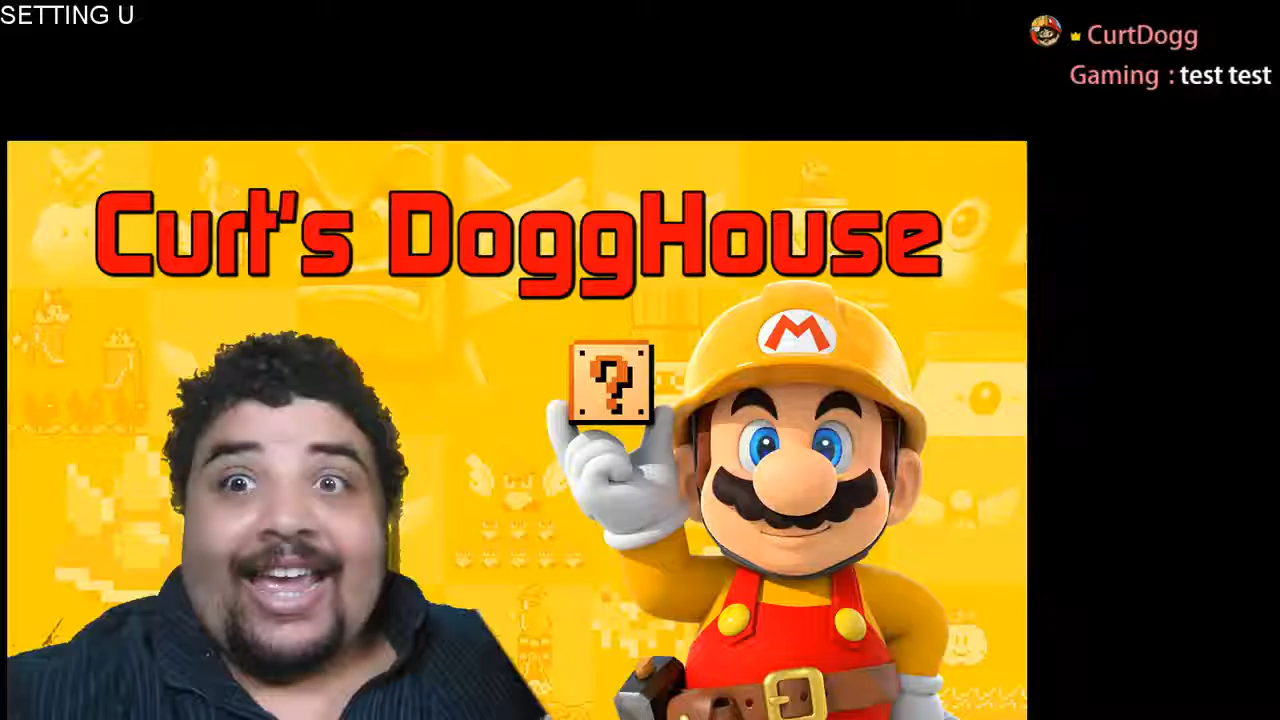 SETTING U
CurtDogg
Gaming : test test
Curt's DoggHouse
?
M